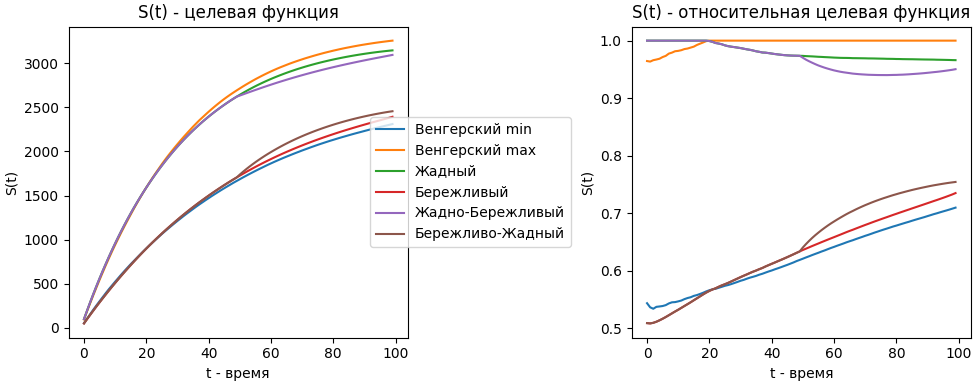 S(t) - целевая функция
S(t)
3000
2500
2000
1500
1000
500
0
0 20 40 60 80 100
t - время
Венгерский min
Венгерский max
Жадный
Бережливый
Жадно-Бережливый
Бережливо-Жадный
S(t) - относительная целевая функция
S(t)
1.0
0.9
0.8
0.7
0.6
0.5
0 20 40 60 80 100
t - время